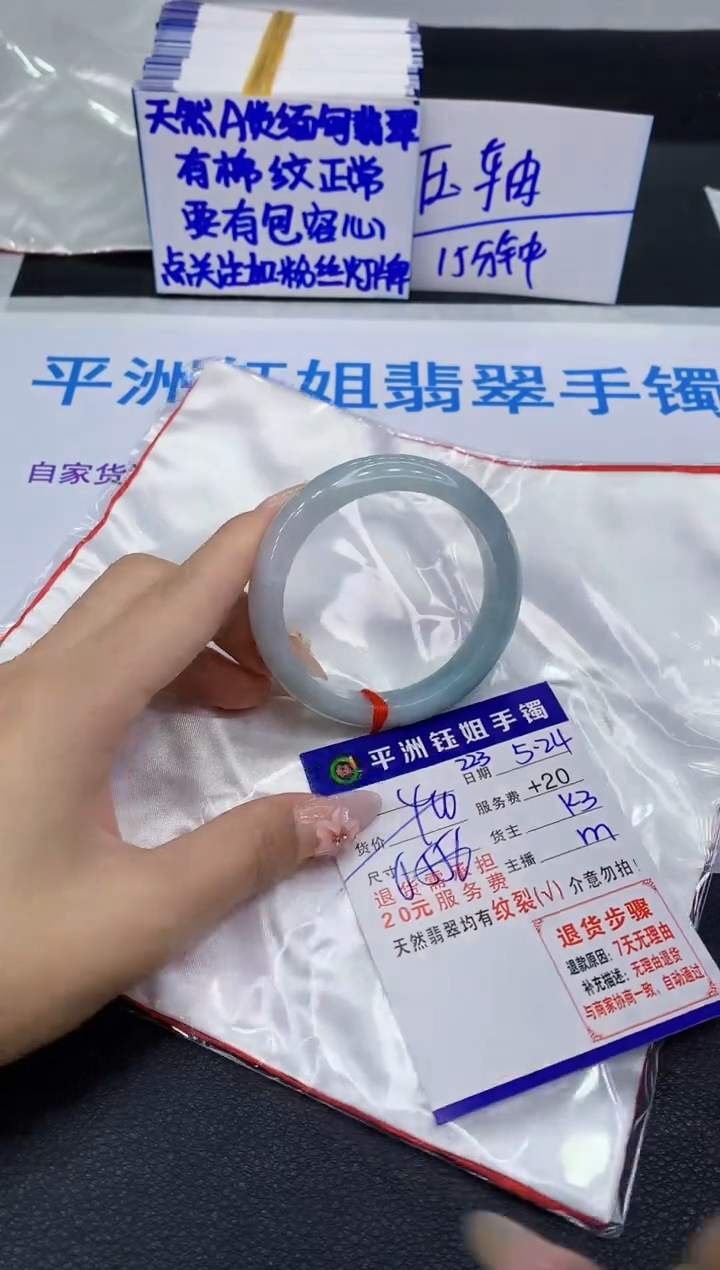 天然A货缅甸翡翠
有棉纹正常
要有包容心
点关注加粉丝灯牌
压轴
15分钟
平洲钰姐翡翠手镯
自家货
平洲钰姐手镯
223
日期 5-24
服务费 +20
货价
货主 K3
尺寸
主播 m
退货需承担
20元服务费
天然翡翠均有纹裂(√)介意勿拍!
退货步骤
退款原因:7天无理由
补充描述:无理由退货
与商家协商一致,自动通过